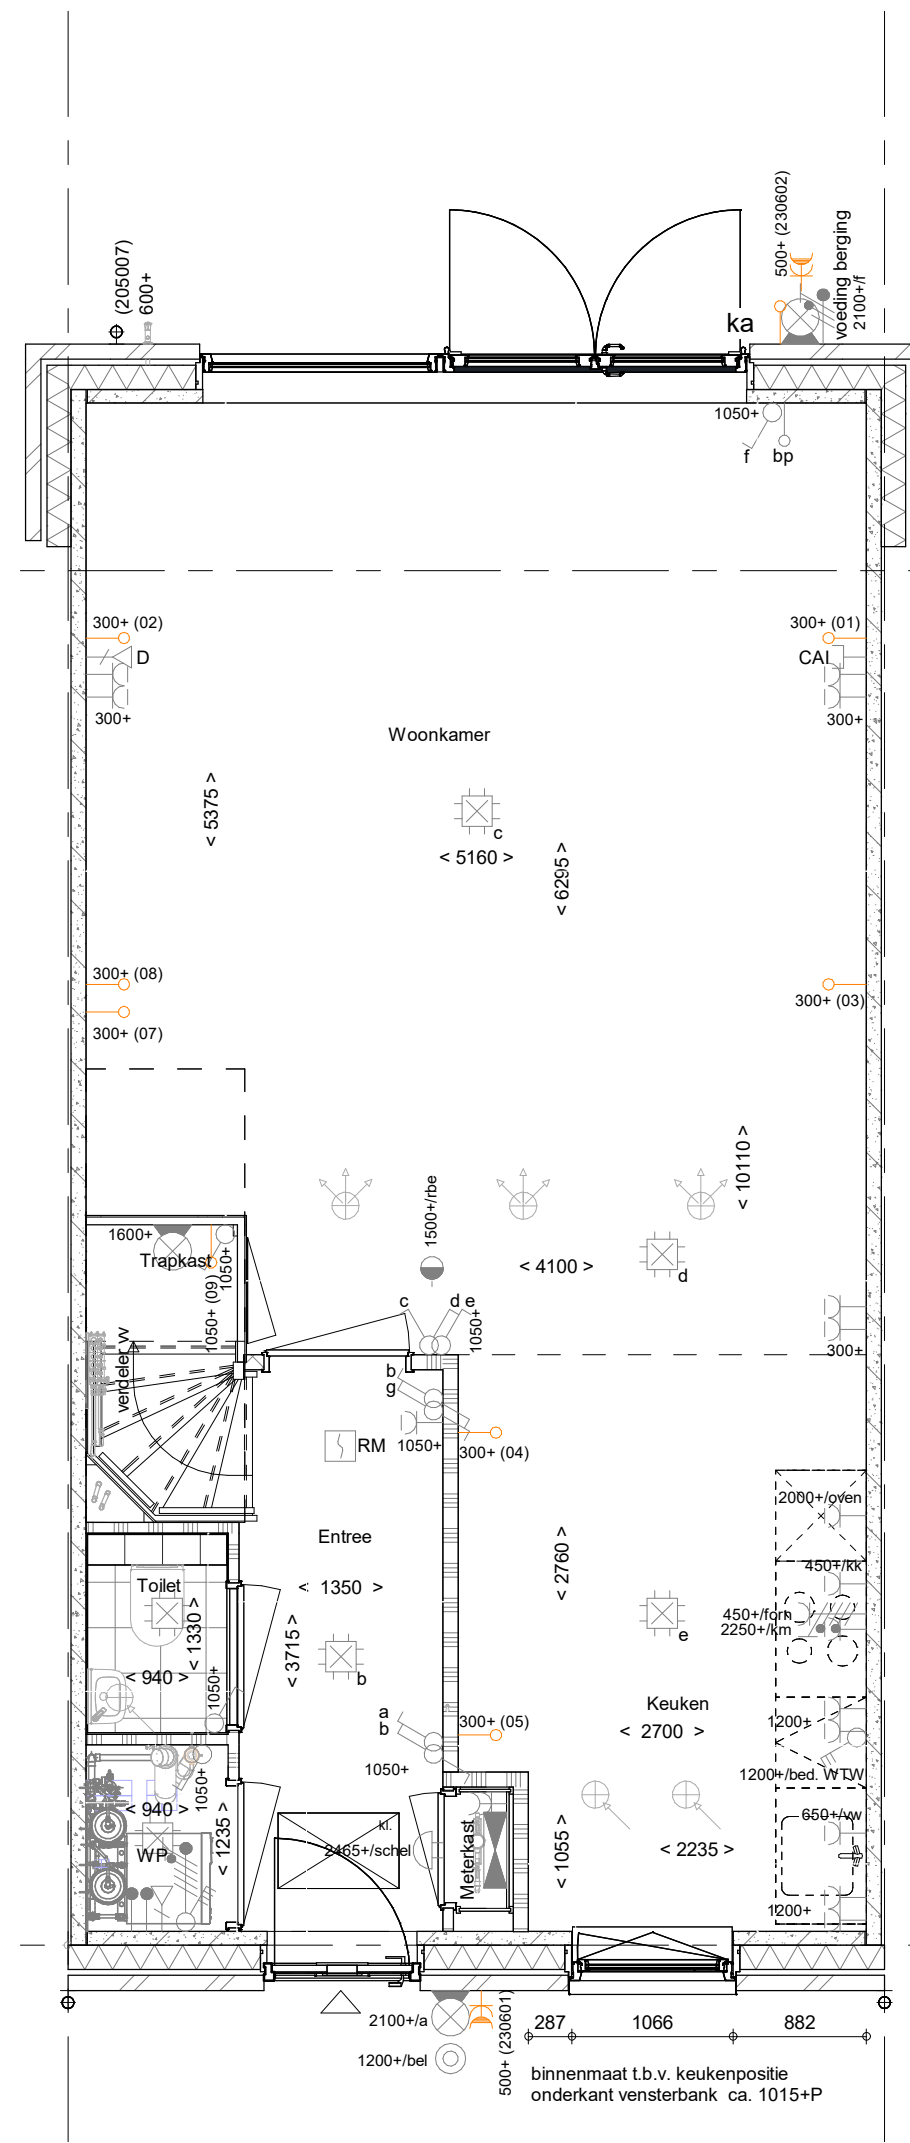 (205007)
600+
500+ (230602)
voeding berging
2100+/f
ka
1050+
f
bp
300+ (02)
D
300+
300+ (01)
CAI
300+
Woonkamer
< 5375 >
c
< 5160 >
< 6295 >
300+ (08)
300+ (07)
300+ (03)
< 10110 >
1600+
Trapkast
1050+
1050+ (09)
1500+/rbe
< 4100 >
d
c
d e
1050+
300+
verdeler vv
b
g
1050+
300+ (04)
RM
2000+/oven
Entree
< 1350 >
< 2760 >
450+/kk
Toilet
< 1330 >
< 940 >
1050+
< 3715 >
b
e
450+/forn
2250+/km
Keuken
< 2700 >
a
b
1050+
300+ (05)
1200+
1200+/bed. WTW
1050+
< 940 >
WP
< 1235 >
kl.
2465+/schel
Meterkast
< 1055 >
< 2235 >
650+/vw
1200+
2100+/a
1200+/bel
500+ (230601)
287
1066
882
binnenmaat t.b.v. keukenpositie
onderkant vensterbank ca. 1015+P